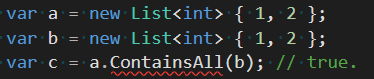 var a = new List<int> { 1, 2 };
var b = new List<int> { 1, 2 };
var c = a.ContainsAll(b); // true.